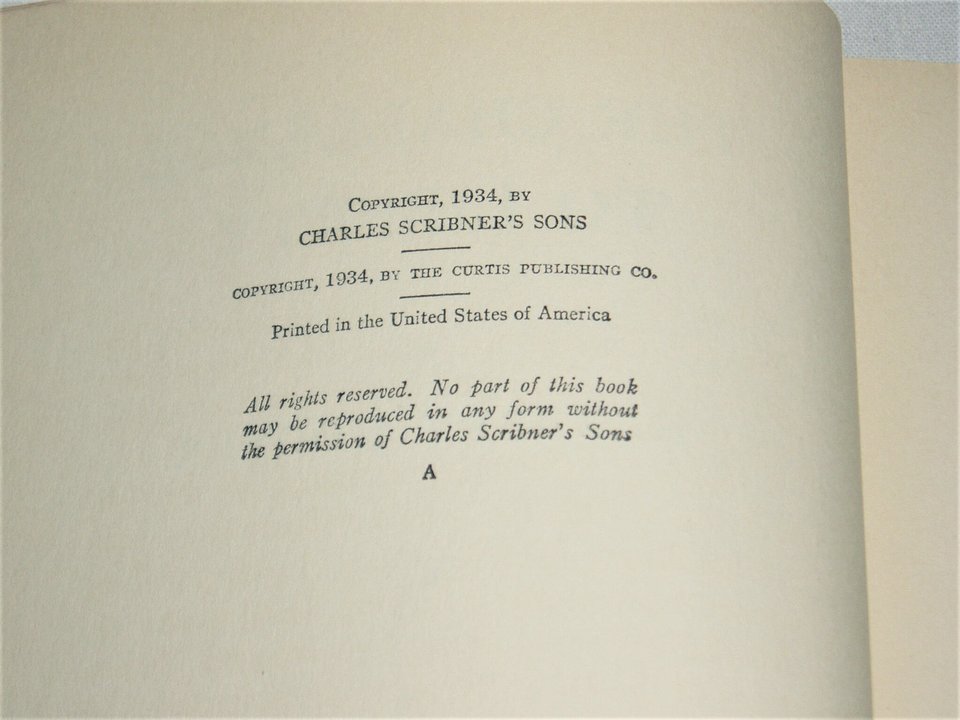 Copyright, 1934, by
CHARLES SCRIBNER'S SONS
COPYRIGHT, 1934, BY THE CURTIS PUBLISHING CO.
Printed in the United States of America
All rights reserved. No part of this book
may be reproduced in any form without
the permission of Charles Scribner's Sons
A